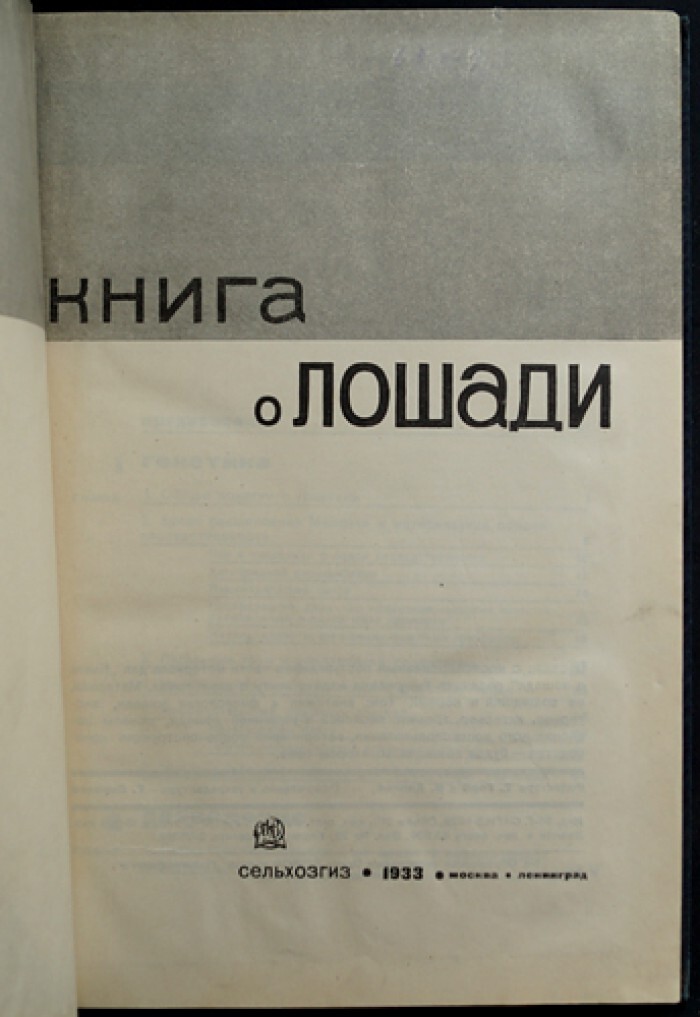 книга
о лошади
сельхозгиз • 1933 • москва • ленинград